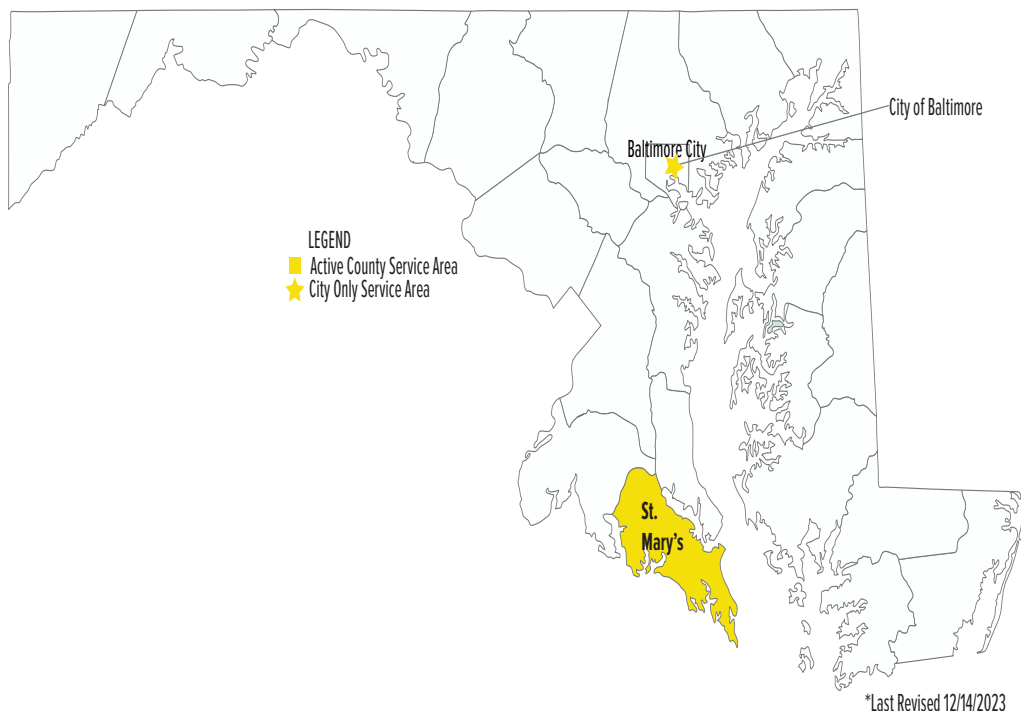 City of Baltimore
Baltimore City
LEGEND
Active County Service Area
City Only Service Area
St.
Mary's
*Last Revised 12/14/2023